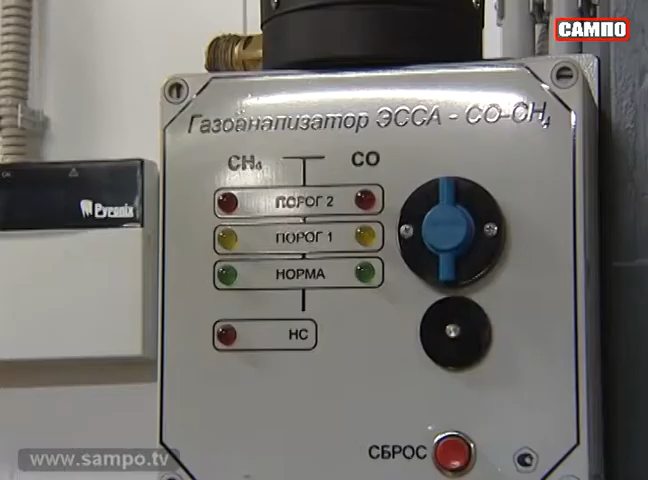 САМПО
Газоанализатор ЭССА - CO-CH₄
CH₄ CO
ПОРОГ 2
ПОРОГ 1
НОРМА
НС
Pyronix
СБРОС
www.sampo.tv